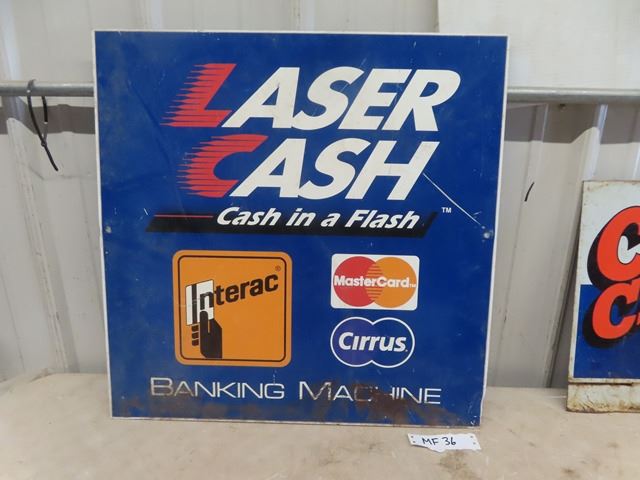 LASER
CASH
Cash in a Flash
TM
Interac®
MasterCard
Cirrus
BANKING MACHINE
MF 36